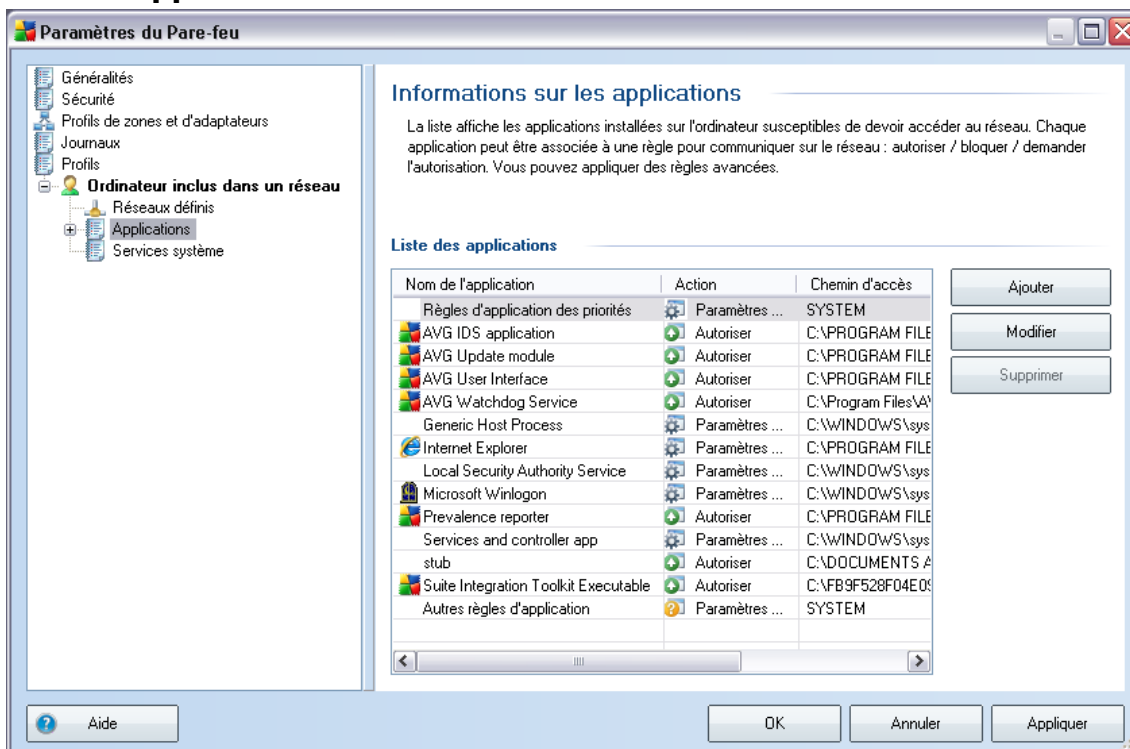 Paramètres du Pare-feu
Généralités
Sécurité
Profils de zones et d'adaptateurs
Journaux
Profils
Ordinateur inclus dans un réseau
Réseaux définis
Applications
Services système
Informations sur les applications
La liste affiche les applications installées sur l'ordinateur susceptibles de devoir accéder au réseau. Chaque
application peut être associée à une règle pour communiquer sur le réseau : autoriser / bloquer / demander
l'autorisation. Vous pouvez appliquer des règles avancées.
Liste des applications
Nom de l'application Action Chemin d'accès
Règles d'application des priorités Paramètres ... SYSTEM
AVG IDS application Autoriser C:\PROGRAM FILE
AVG Update module Autoriser C:\PROGRAM FILE
AVG User Interface Autoriser C:\PROGRAM FILE
AVG Watchdog Service Autoriser C:\Program Files\AV
Generic Host Process Paramètres ... C:\WINDOWS\sys
Internet Explorer Paramètres ... C:\PROGRAM FILE
Local Security Authority Service Paramètres ... C:\WINDOWS\sys
Microsoft Winlogon Paramètres ... C:\WINDOWS\sys
Prevalence reporter Autoriser C:\PROGRAM FILE
Services and controller app Paramètres ... C:\WINDOWS\sys
stub Autoriser C:\DOCUMENTS A
Suite Integration Toolkit Executable Autoriser C:\FB9F528F04E09
Autres règles d'application Paramètres ... SYSTEM
Ajouter
Modifier
Supprimer
Aide
OK
Annuler
Appliquer